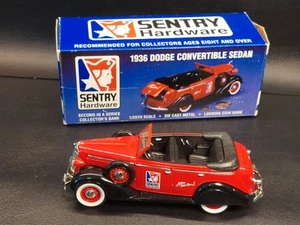 SENTRY
Hardware
RECOMMENDED FOR COLLECTORS AGES EIGHT AND OVER
1936 DODGE CONVERTIBLE SEDAN
SENTRY
Hardware
SECOND IN A SERIES
COLLECTOR'S BANK
1/25TH SCALE • DIE CAST METAL • LOCKING COIN BANK
SENTRY